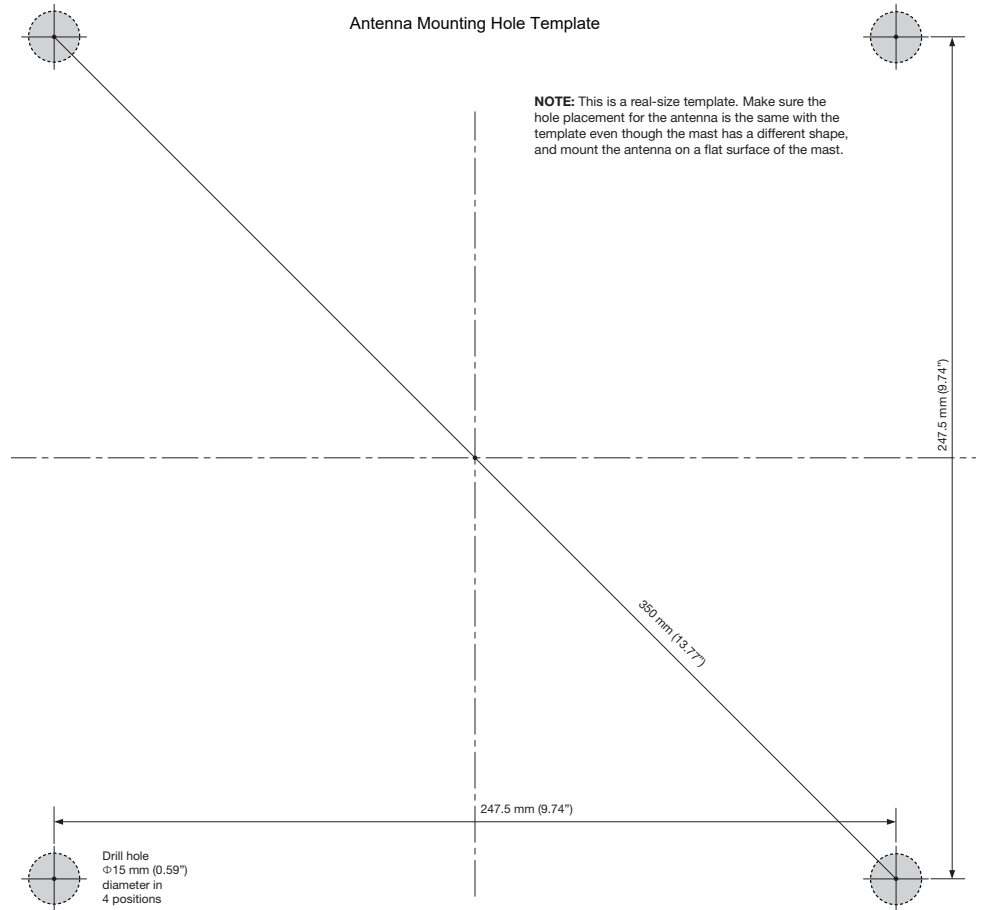 Antenna Mounting Hole Template
NOTE: This is a real-size template. Make sure the
hole placement for the antenna is the same with the
template even though the mast has a different shape,
and mount the antenna on a flat surface of the mast.
247.5 mm (9.74”)
350 mm (13.77”)
247.5 mm (9.74”)
Drill hole
Φ15 mm (0.59”)
diameter in
4 positions